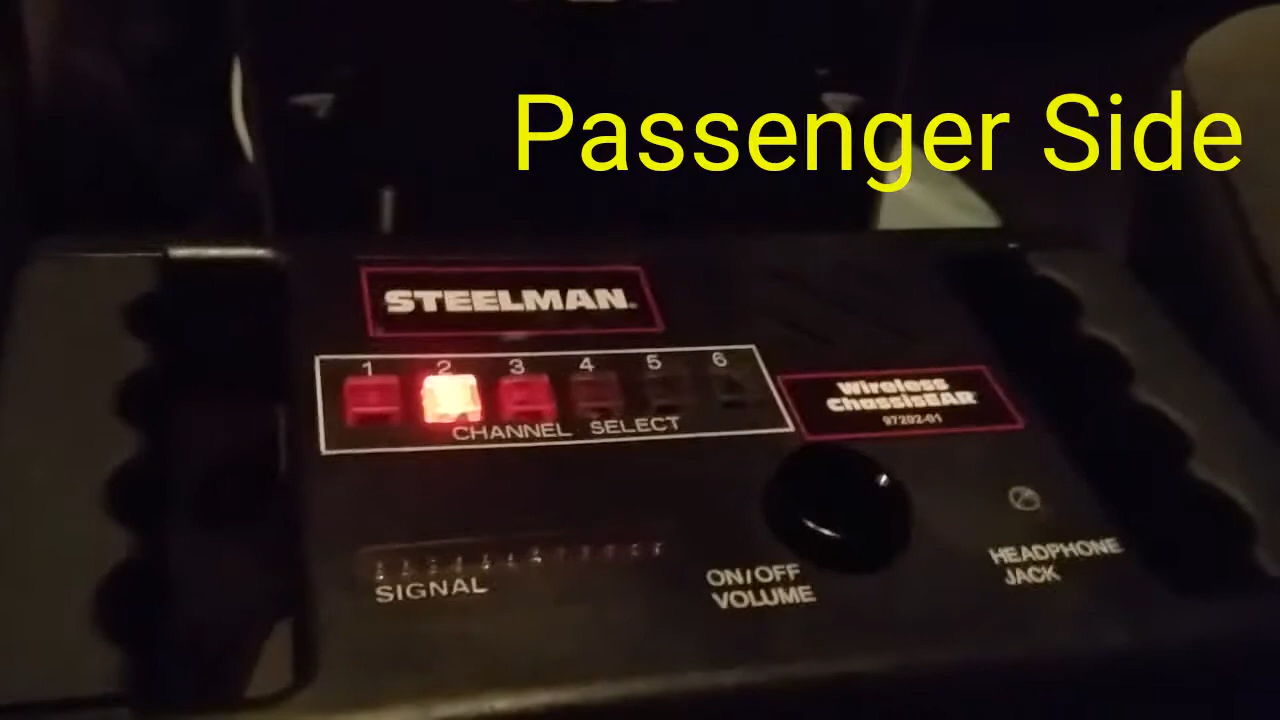 Passenger Side
STEELMAN
1 2 3 4 5 6
CHANNEL SELECT
Wireless
ChassisEAR
97202-01
SIGNAL
ON/OFF
VOLUME
HEADPHONE
JACK